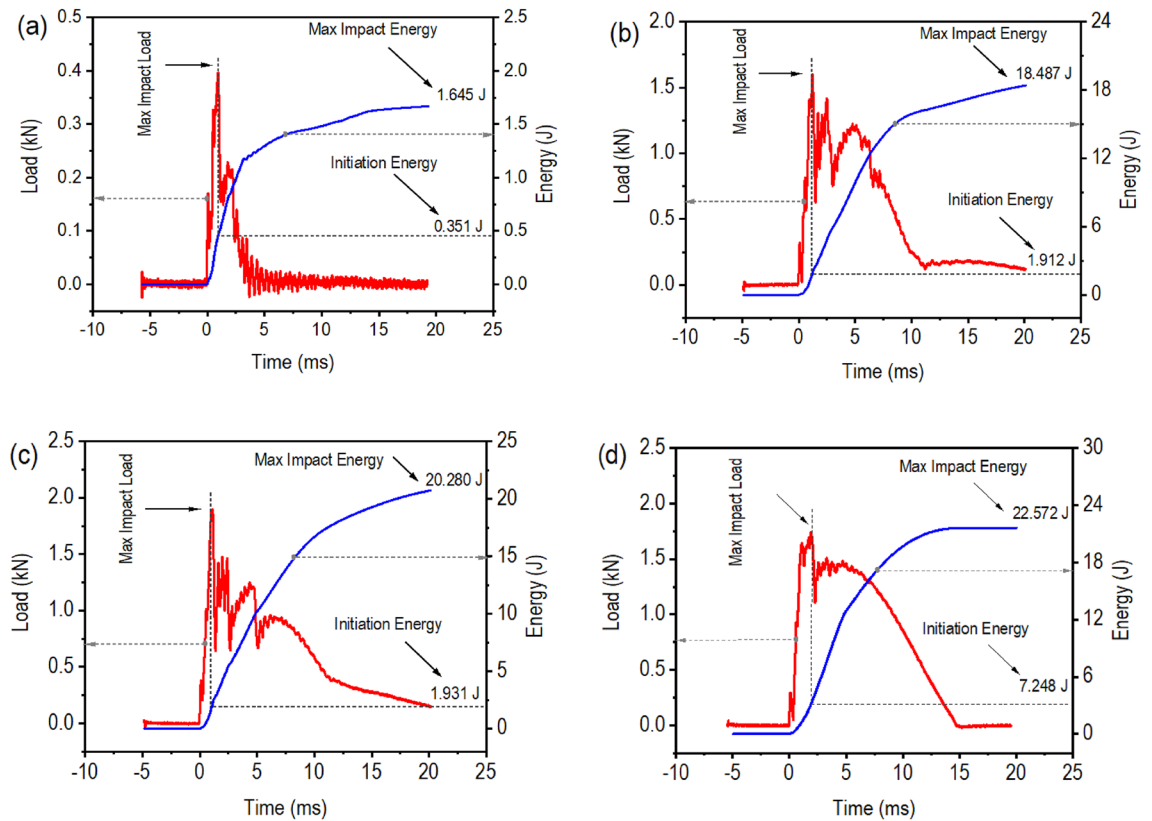 (a)
0.5
0.4
0.3
0.2
0.1
0.0
Load (kN)
2.5
2.0
1.5
1.0
0.5
0.0
Energy (J)
Max Impact Load
Max Impact Energy
1.645 J
Initiation Energy
0.351 J
-10 -5 0 5 10 15 20 25
Time (ms)
(b)
2.0
1.5
1.0
0.5
0.0
Load (kN)
24
18
12
6
0
Energy (J)
Max Impact Load
Max Impact Energy
18.487 J
Initiation Energy
1.912 J
-10 -5 0 5 10 15 20 25
Time (ms)
(c)
2.5
2.0
1.5
1.0
0.5
0.0
Load (kN)
25
20
15
10
5
0
Energy (J)
Max Impact Load
Max Impact Energy
20.280 J
Initiation Energy
1.931 J
-10 -5 0 5 10 15 20 25
Time (ms)
(d)
2.5
2.0
1.5
1.0
0.5
0.0
Load (kN)
30
24
18
12
6
0
Energy (J)
Max Impact Load
Max Impact Energy
22.572 J
Initiation Energy
7.248 J
-10 -5 0 5 10 15 20 25
Time (ms)